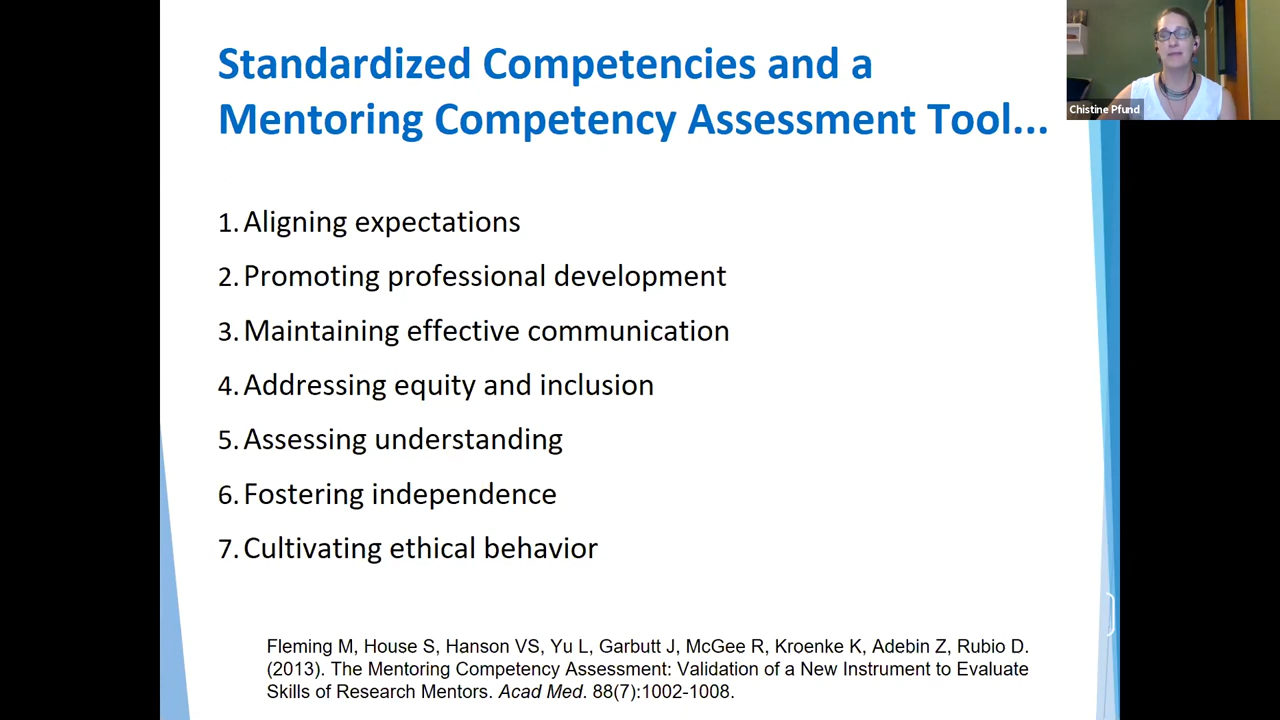 Standardized Competencies and a
Mentoring Competency Assessment Tool...
Chistine Pfund
1. Aligning expectations
2. Promoting professional development
3. Maintaining effective communication
4. Addressing equity and inclusion
5. Assessing understanding
6. Fostering independence
7. Cultivating ethical behavior
Fleming M, House S, Hanson VS, Yu L, Garbutt J, McGee R, Kroenke K, Adebin Z, Rubio D.
(2013). The Mentoring Competency Assessment: Validation of a New Instrument to Evaluate
Skills of Research Mentors. Acad Med. 88(7):1002-1008.